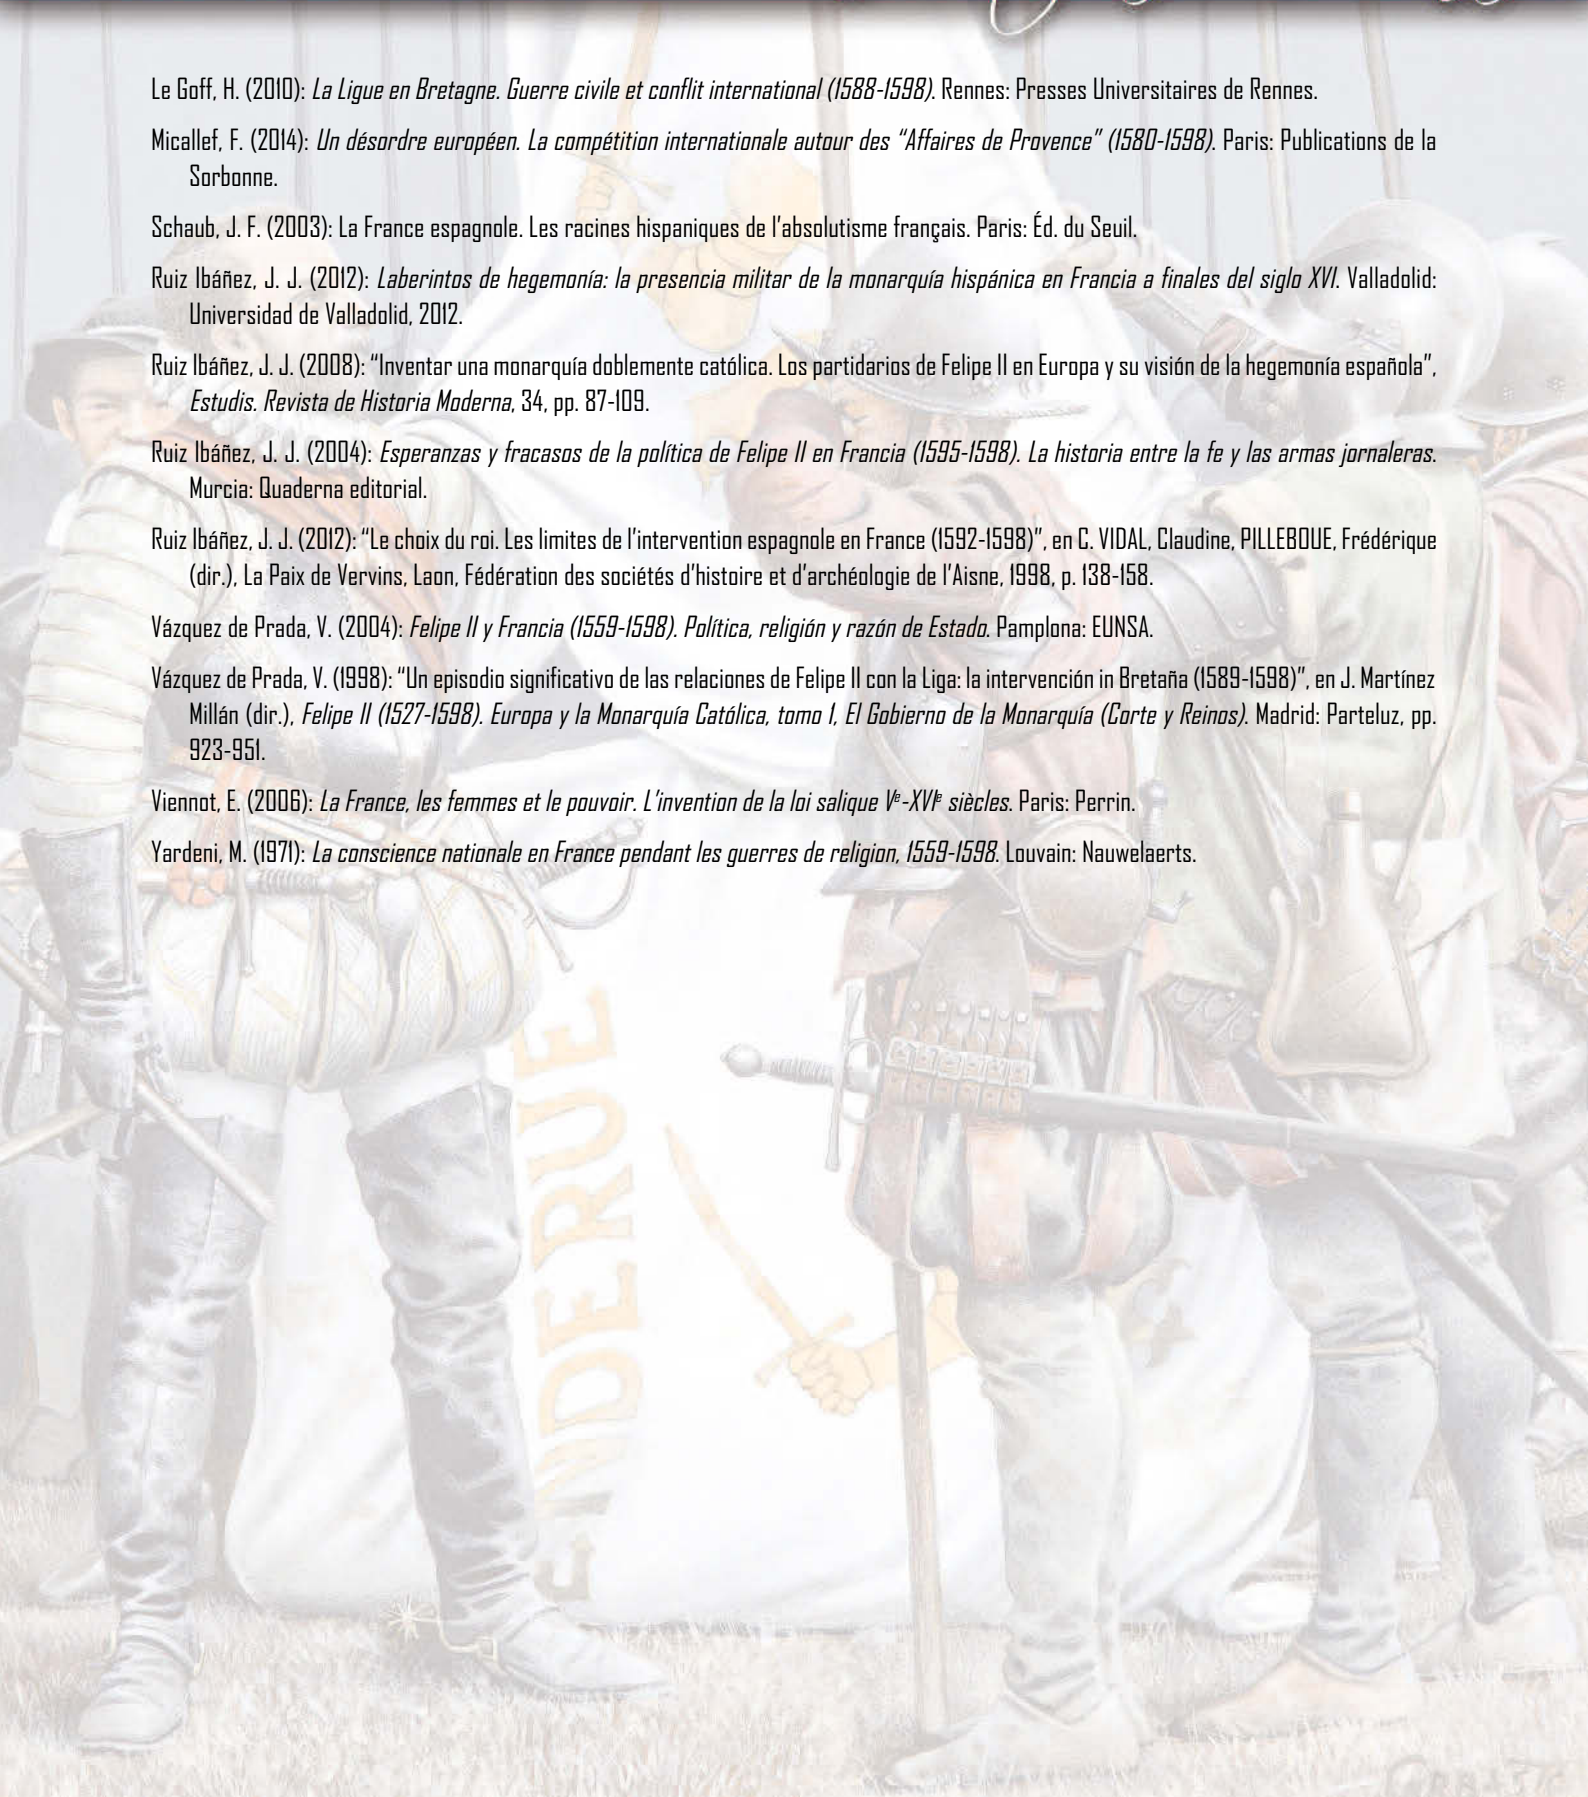 Le Goff, H. (2010): La Ligue en Bretagne. Guerre civile et conflit international (1588-1598). Rennes: Presses Universitaires de Rennes.
Micallef, F. (2014): Un désordre européen. La compétition internationale autour des “Affaires de Provence” (1580-1598). Paris: Publications de la
Sorbonne.
Schaub, J. F. (2003): La France espagnole. Les racines hispaniques de l'absolutisme français. Paris: Éd. du Seuil.
Ruiz Ibáñez, J. J. (2012): Laberintos de hegemonía: la presencia militar de la monarquía hispánica en Francia a finales del siglo XVI. Valladolid:
Universidad de Valladolid, 2012.
Ruiz Ibáñez, J. J. (2008): “Inventar una monarquía doblemente católica. Los partidarios de Felipe II en Europa y su visión de la hegemonía española”,
Estudis. Revista de Historia Moderna, 34, pp. 87-109.
Ruiz Ibáñez, J. J. (2004): Esperanzas y fracasos de la política de Felipe II en Francia (1595-1598). La historia entre la fe y las armas jornaleras.
Murcia: Quaderna editorial.
Ruiz Ibáñez, J. J. (2012): “Le choix du roi. Les limites de l'intervention espagnole en France (1592-1598)”, en C. VIDAL, Claudine, PILLEBOUE, Frédérique
(dir.), La Paix de Vervins, Laon, Fédération des sociétés d'histoire et d'archéologie de l'Aisne, 1998, p. 138-158.
Vázquez de Prada, V. (2004): Felipe II y Francia (1559-1598). Política, religión y razón de Estado. Pamplona: EUNSA.
Vázquez de Prada, V. (1998): “Un episodio significativo de las relaciones de Felipe II con la Liga: la intervención in Bretaña (1589-1598)”, en J. Martínez
Millán (dir.), Felipe II (1527-1598). Europa y la Monarquía Católica, tomo 1, El Gobierno de la Monarquía (Corte y Reinos). Madrid: Parteluz, pp.
923-951.
Viennot, E. (2006): La France, les femmes et le pouvoir. L'invention de la loi salique Ve-XVIe siècles. Paris: Perrin.
Yardeni, M. (1971): La conscience nationale en France pendant les guerres de religion, 1559-1598. Louvain: Nauwelaerts.
ENDERUE